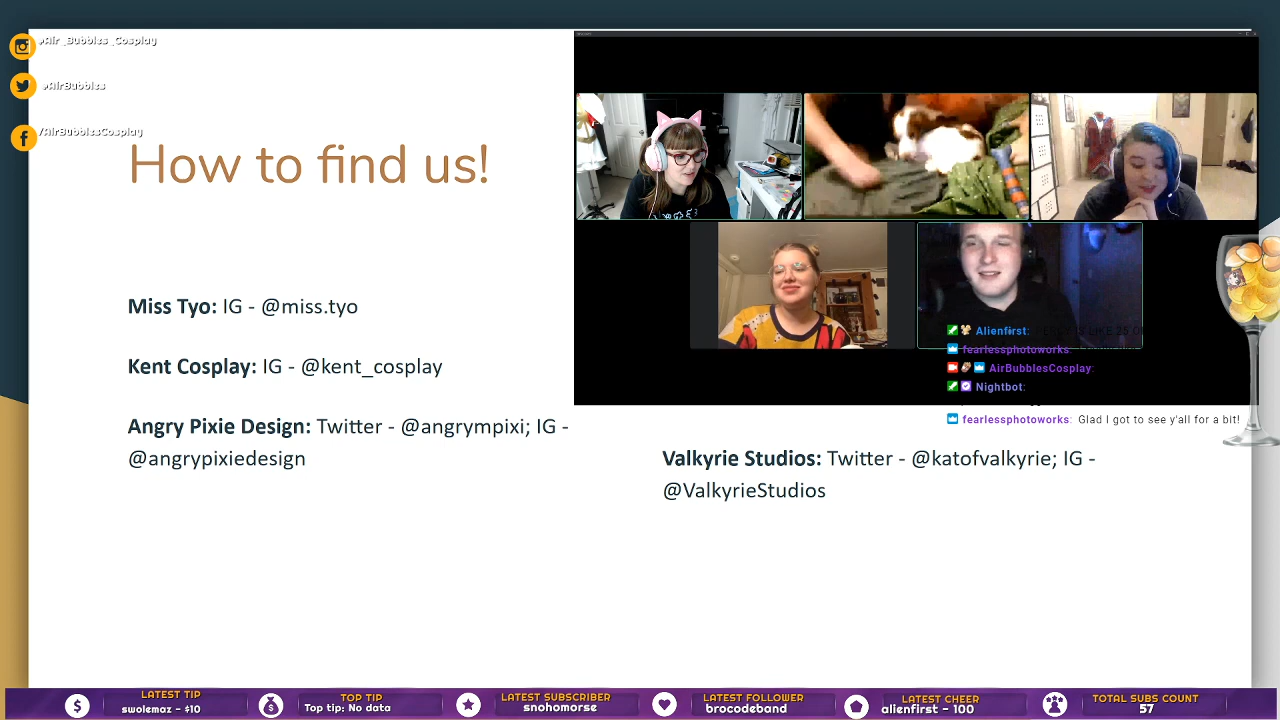 @Air_Bubbles_Cosplay
@AirBubbles
/AirBubblesCosplay
How to find us!
Miss Tyo: IG - @miss.tyo
Kent Cosplay: IG - @kent_cosplay
Angry Pixie Design: Twitter - @angrympixi; IG -
@angrypixiedesign
Alienfirst:
fearlessphotoworks:
AirBubblesCosplay:
Nightbot:
fearlessphotoworks: Glad I got to see y'all for a bit!
Valkyrie Studios: Twitter - @katofvalkyrie; IG -
@ValkyrieStudios
LATEST TIP
swolemaz - $10
TOP TIP
Top tip: No data
LATEST SUBSCRIBER
snohomorse
LATEST FOLLOWER
brocodeband
LATEST CHEER
alienfirst - 100
TOTAL SUBS COUNT
57